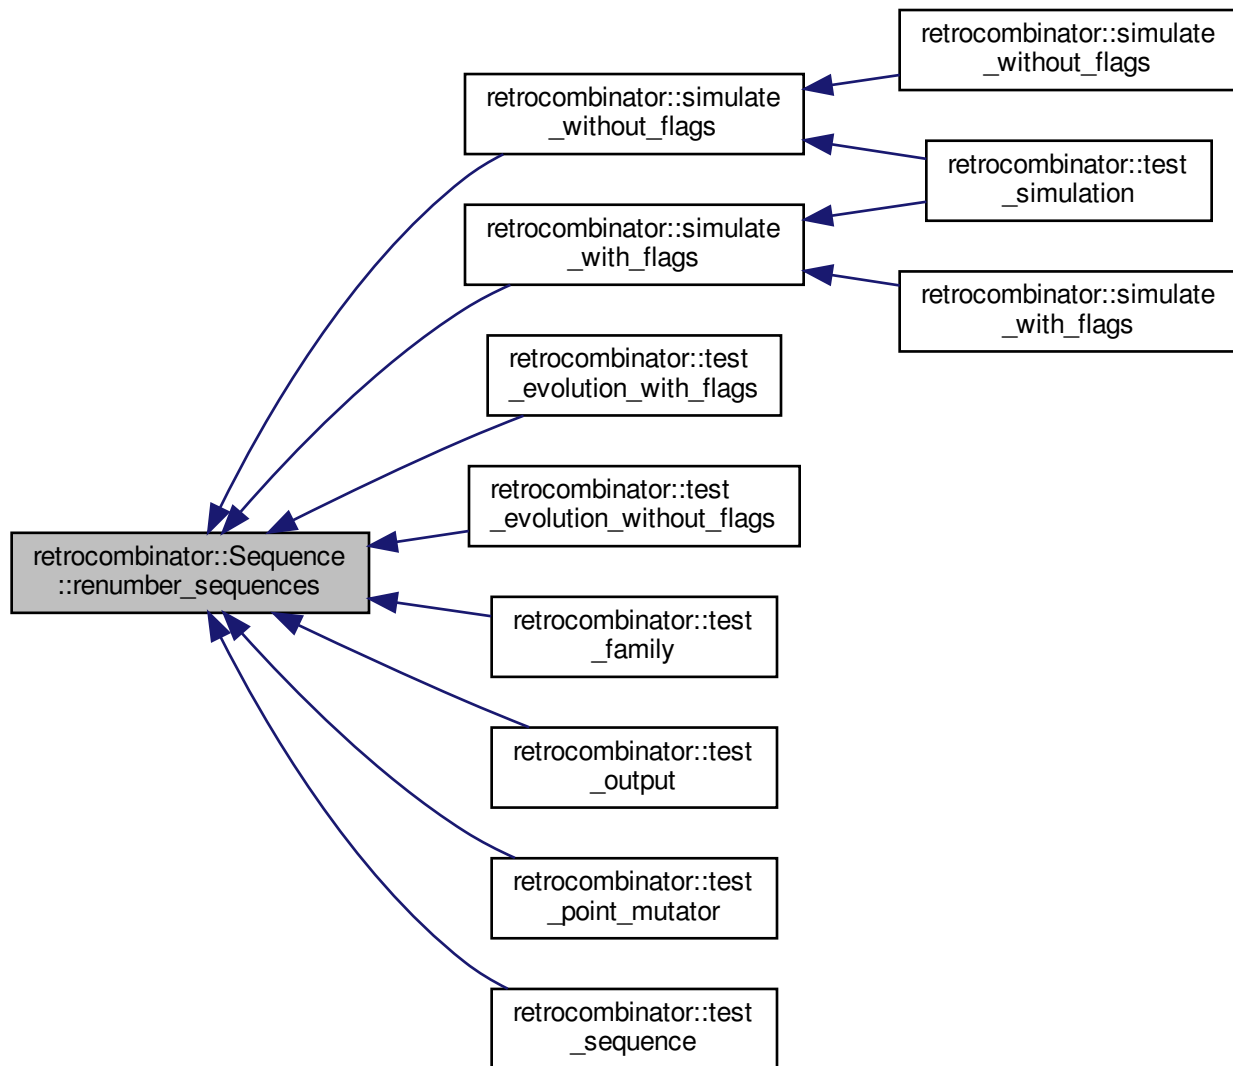 retrocombinator::simulate
_without_flags
retrocombinator::simulate
_without_flags
retrocombinator::test
_simulation
retrocombinator::simulate
_with_flags
retrocombinator::simulate
_with_flags
retrocombinator::test
_evolution_with_flags
retrocombinator::test
_evolution_without_flags
retrocombinator::Sequence
::renumber_sequences
retrocombinator::test
_family
retrocombinator::test
_output
retrocombinator::test
_point_mutator
retrocombinator::test
_sequence